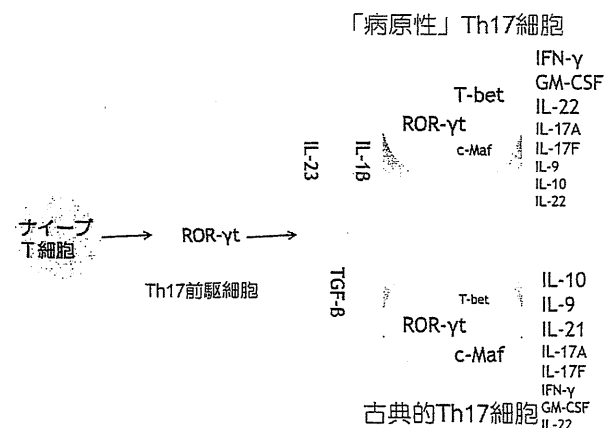 「病原性」Th17細胞
IFN-γ
GM-CSF
IL-22
IL-17A
IL-17F
IL-9
IL-10
IL-22
T-bet
ROR-γt
c-Maf
IL-23
IL-1B
ナイーブ
T細胞
ROR-γt
Th17前駆細胞
TGF-B
T-bet
ROR-γt
c-Maf
IL-10
IL-9
IL-21
IL-17A
IL-17F
IFN-γ
GM-CSF
IL-22
古典的Th17細胞